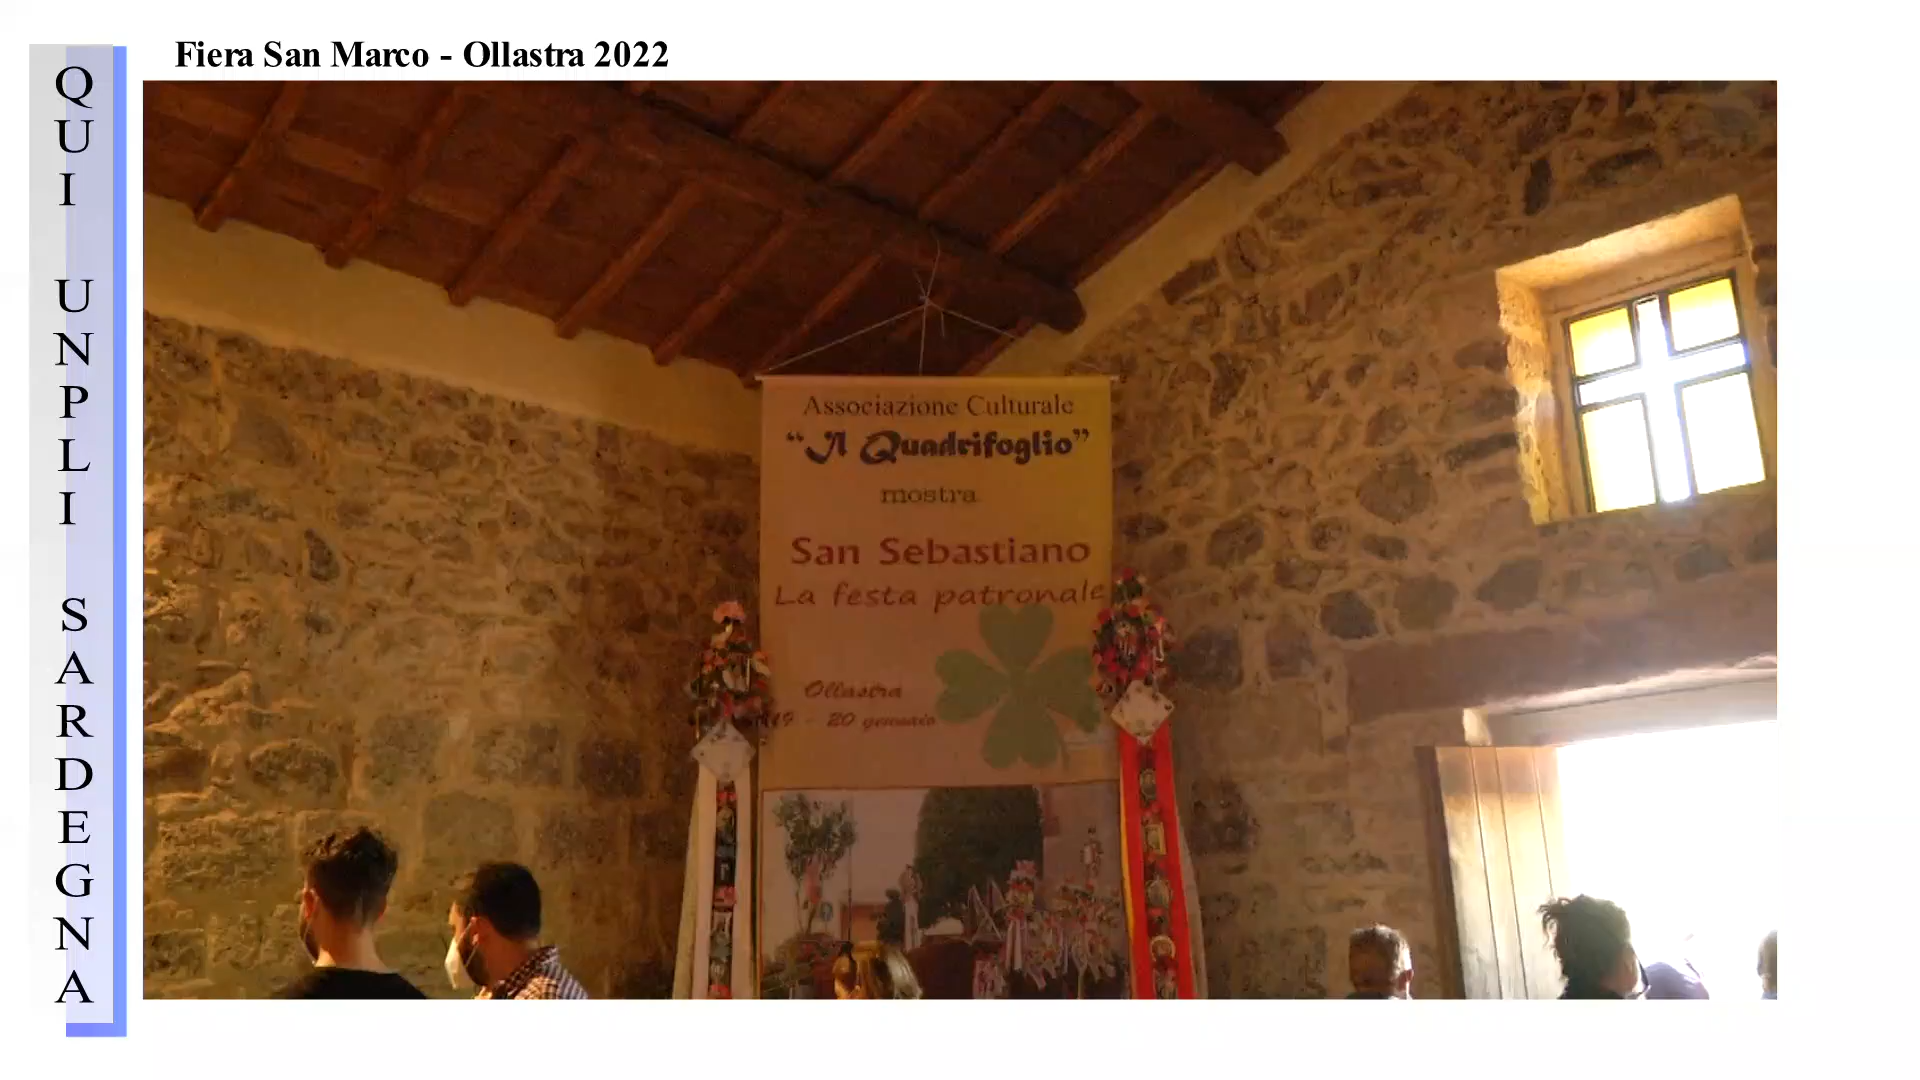 Fiera San Marco - Ollastra 2022
QUI UNPLI SARDEGNA
Associazione Culturale
“Il Quadrifoglio”
mostra
San Sebastiano
La festa patronale
Ollastra
19 - 20 gennaio